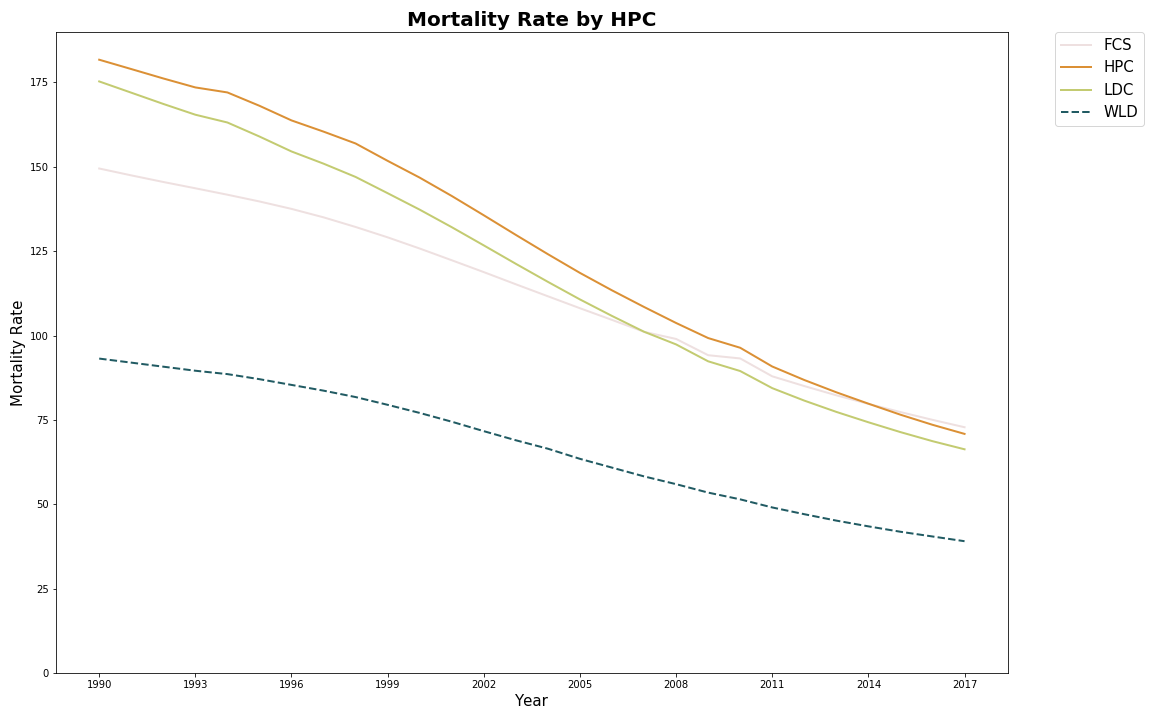 Mortality Rate by HPC
FCS
HPC
LDC
WLD
Mortality Rate
175
150
125
100
75
50
25
0
1990 1993 1996 1999 2002 2005 2008 2011 2014 2017
Year